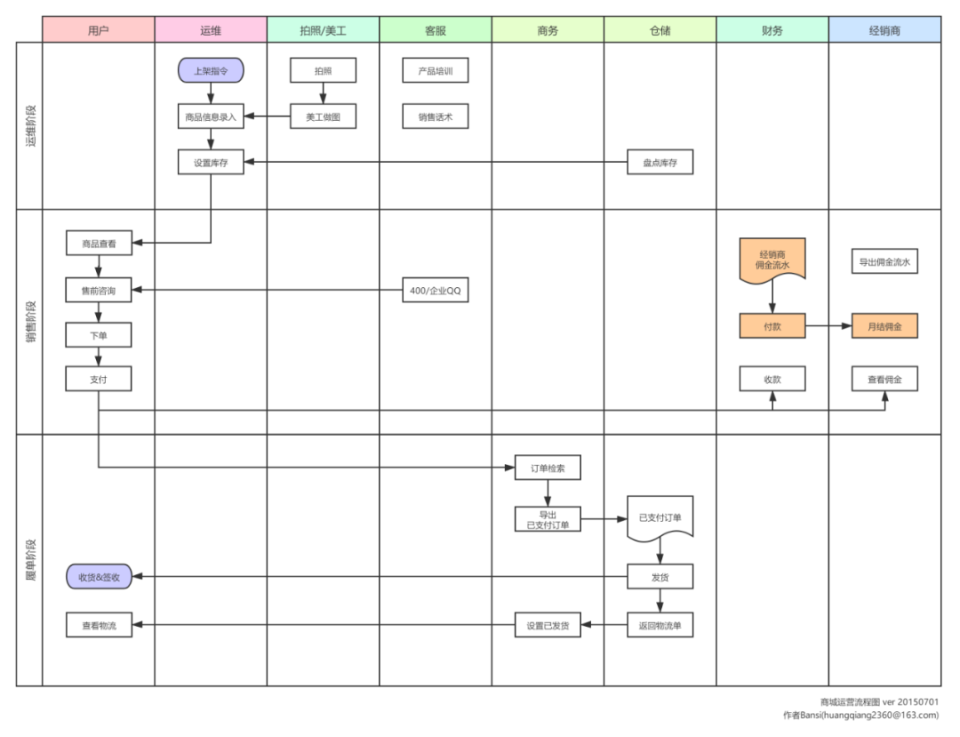 用户 运维 拍照/美工 客服 商务 仓储 财务 经销商
运维阶段
上架指令 拍照 产品培训
商品信息录入 美工做图 销售话术
设置库存 盘点库存
销售阶段
商品查看
经销商
佣金流水
导出佣金流水
售前咨询 400/企业QQ
下单 付款 月结佣金
支付 收款 查看佣金
履单阶段
订单检索
导出
已支付订单
已支付订单
收货&签收 发货
查看物流 设置已发货 返回物流单
商城运营流程图 ver 20150701
作者Bansi(huangqiang2360@163.com)